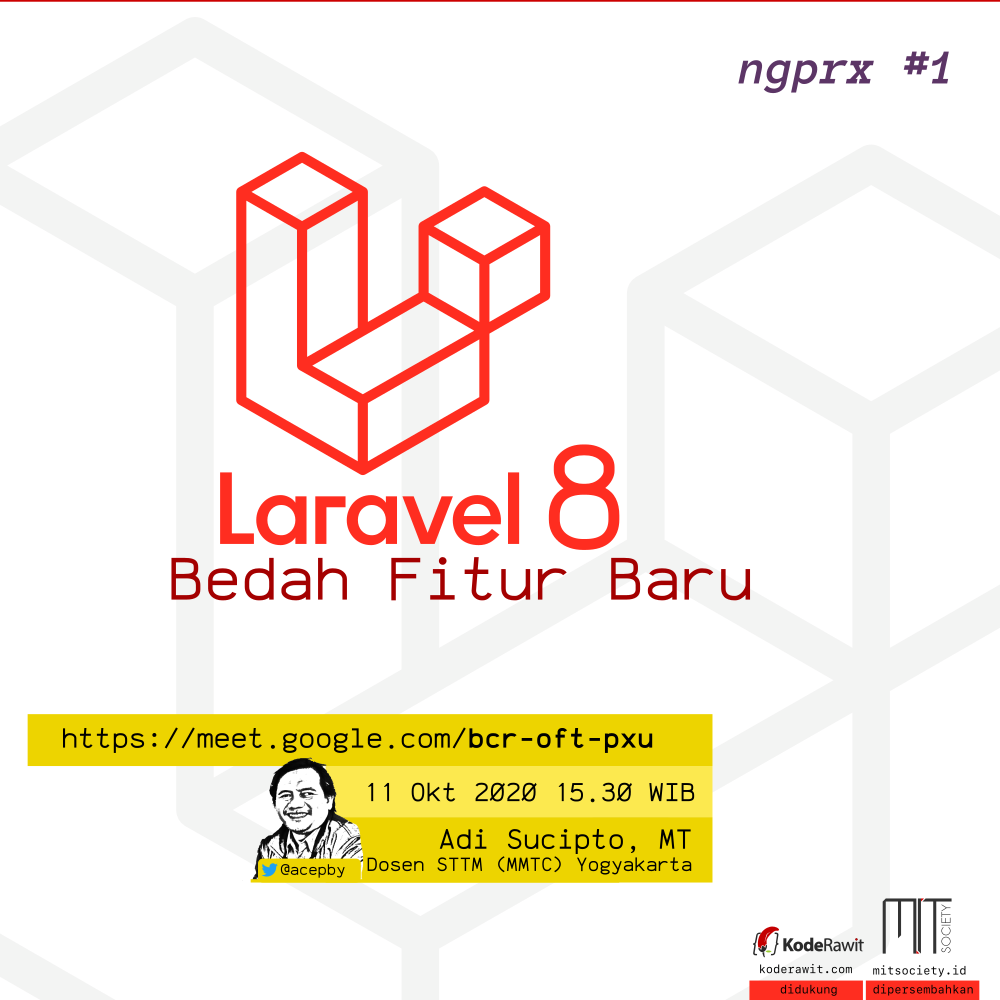 ngprx #1
Laravel 8
Bedah Fitur Baru
https://meet.google.com/bcr-oft-pxu
11 Okt 2020 15.30 WIB
Adi Sucipto, MT
@acepby
Dosen STTM (MMTC) Yogyakarta
KodeRawit
koderawit.com
didukung
MIT SOCIETY
mitsociety.id
dipersembahkan